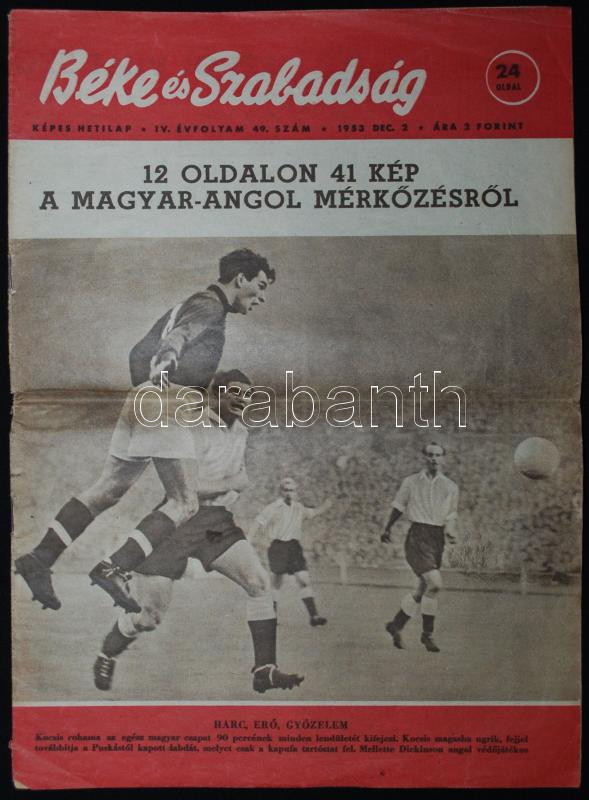 Béke és Szabadság
24
OLDAL
KÉPES HETILAP ★ IV. ÉVFOLYAM 49. SZÁM ★ 1953 DEC. 2 ★ ÁRA 2 FORINT
12 OLDALON 41 KÉP
A MAGYAR-ANGOL MÉRKŐZÉSRŐL
darabanth
HARC, ERŐ, GYŐZELEM
Kocsis rohama az egész magyar csapat 90 percének minden lendületét kifejezi. Kocsis magasba ugrik, fejjel
továbbítja a Puskástól kapott labdát, melyet csak a kapufa tartóztat fel. Mellette Dickinson angol védőjátékos